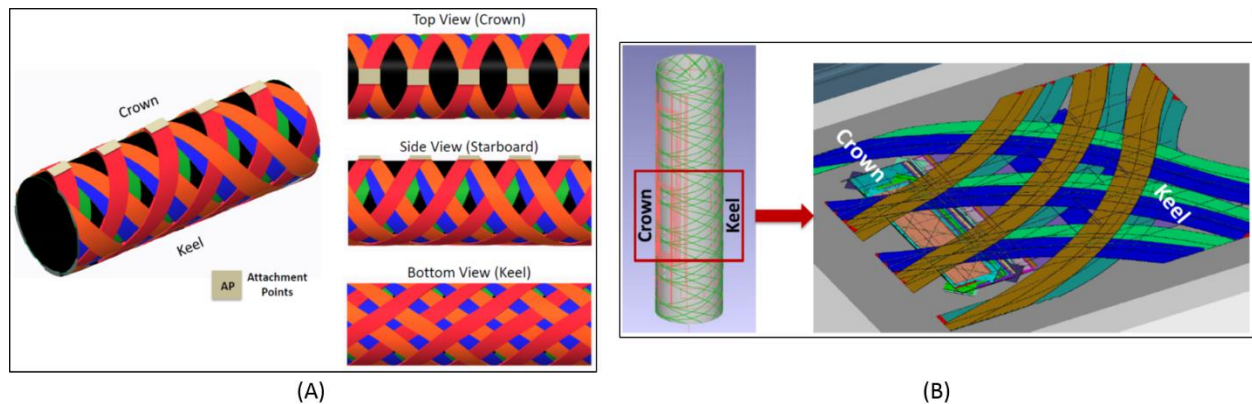 Top View (Crown)
Crown
Side View (Starboard)
Keel
Bottom View (Keel)
AP
Attachment
Points
Crown
Keel
Crown
Keel
(A)
(B)